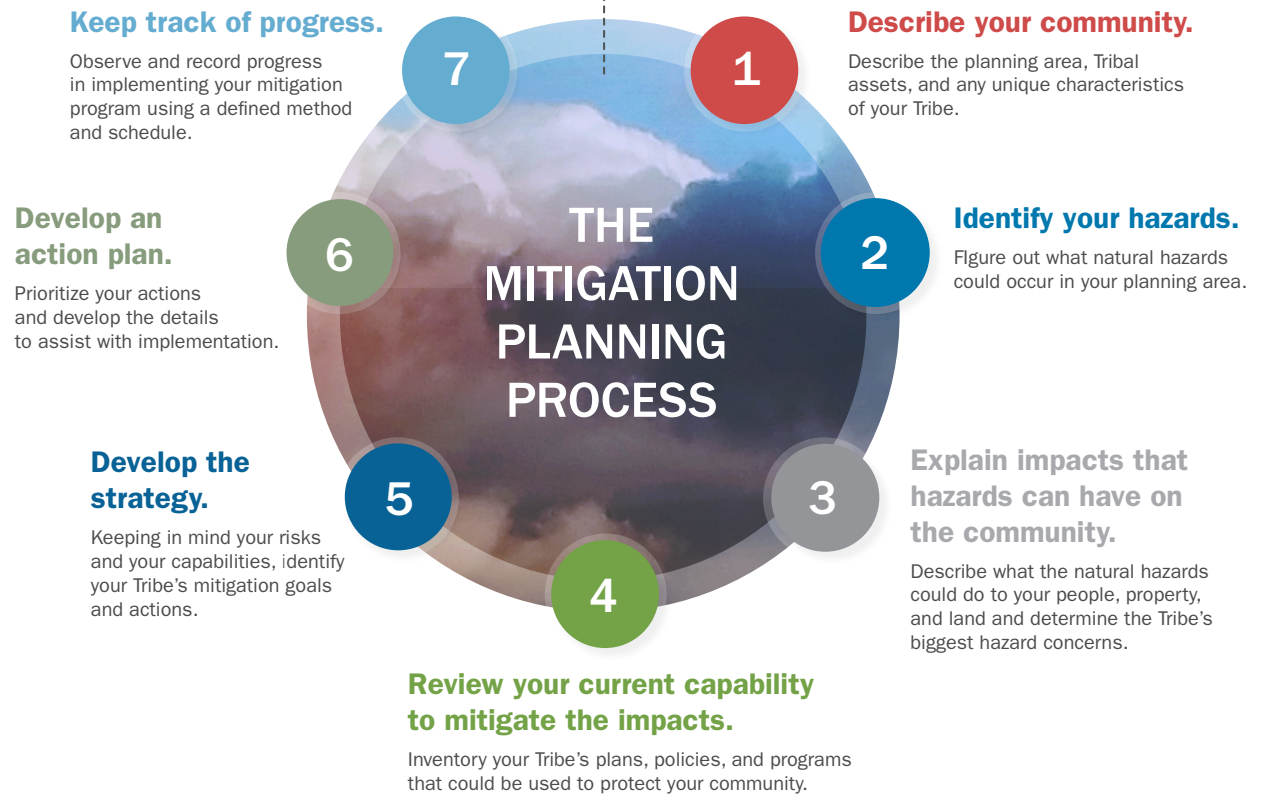 THE
MITIGATION
PLANNING
PROCESS
1
Describe your community.
Describe the planning area, Tribal
assets, and any unique characteristics
of your Tribe.
2
Identify your hazards.
FIgure out what natural hazards
could occur in your planning area.
3
Explain impacts that
hazards can have on
the community.
Describe what the natural hazards
could do to your people, property,
and land and determine the Tribe's
biggest hazard concerns.
4
Review your current capability
to mitigate the impacts.
Inventory your Tribe's plans, policies, and programs
that could be used to protect your community.
5
Develop the
strategy.
Keeping in mind your risks
and your capabilities, identify
your Tribe's mitigation goals
and actions.
6
Develop an
action plan.
Prioritize your actions
and develop the details
to assist with implementation.
7
Keep track of progress.
Observe and record progress
in implementing your mitigation
program using a defined method
and schedule.